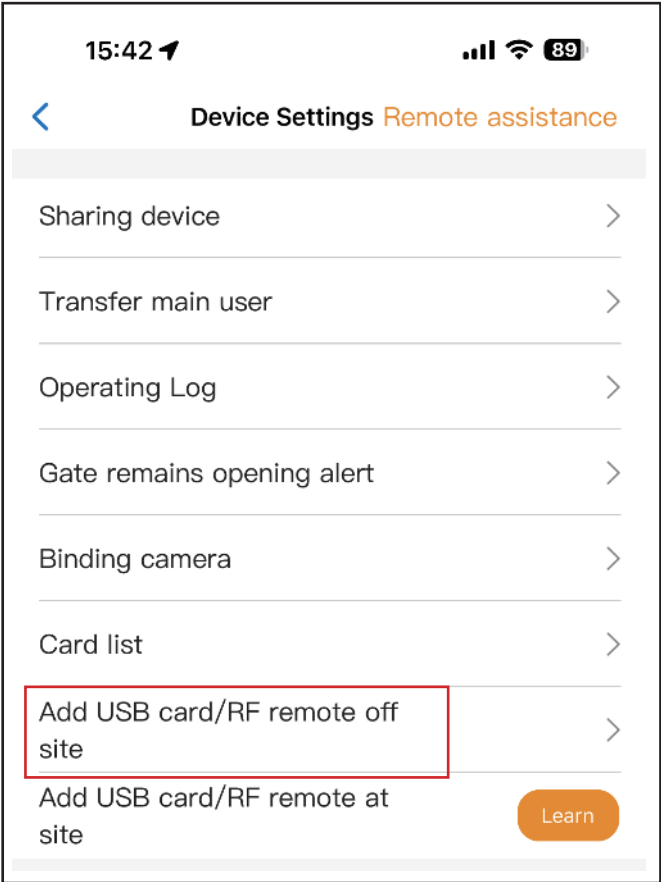 15:42 89
Device Settings Remote assistance
Sharing device
Transfer main user
Operating Log
Gate remains opening alert
Binding camera
Card list
Add USB card/RF remote off
site
Add USB card/RF remote at
site
Learn